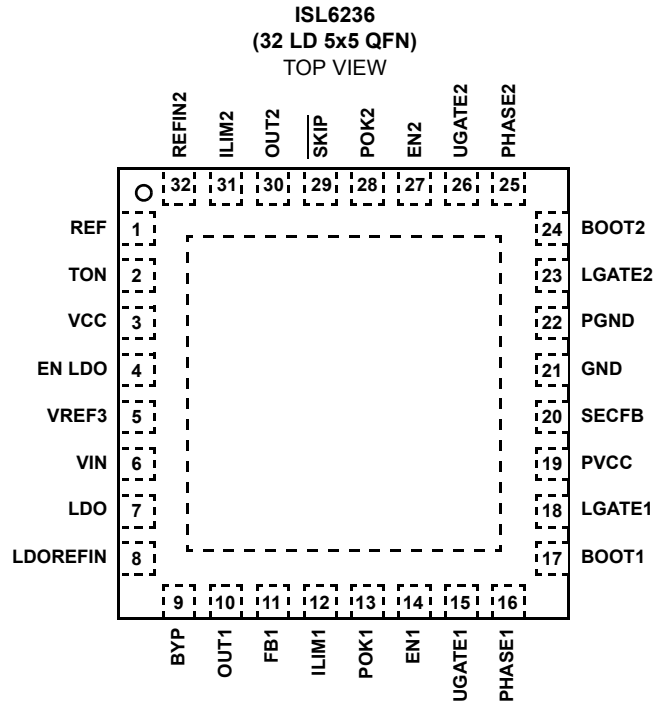 ISL6236
(32 LD 5x5 QFN)
TOP VIEW
REFIN2
ILIM2
OUT2
SKIP
POK2
EN2
UGATE2
PHASE2
32 31 30 29 28 27 26 25
REF 1
TON 2
VCC 3
EN LDO 4
VREF3 5
VIN 6
LDO 7
LDOREFIN 8
24 BOOT2
23 LGATE2
22 PGND
21 GND
20 SECFB
19 PVCC
18 LGATE1
17 BOOT1
9 10 11 12 13 14 15 16
BYP
OUT1
FB1
ILIM1
POK1
EN1
UGATE1
PHASE1